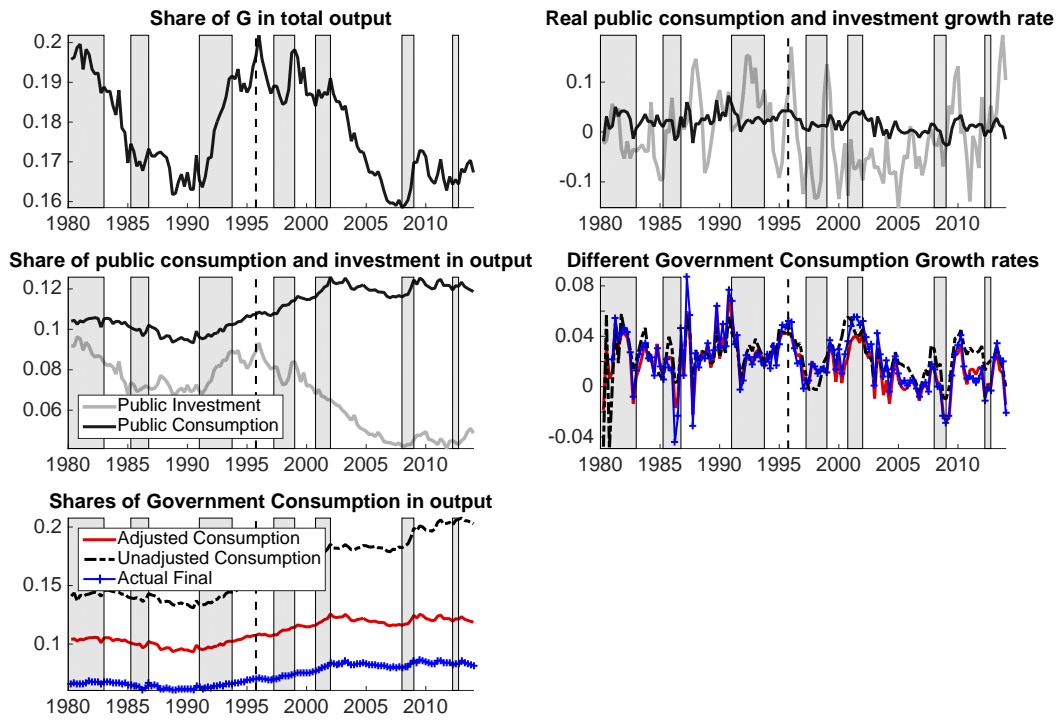 Share of G in total output
0.2
0.19
0.18
0.17
0.16
1980 1985 1990 1995 2000 2005 2010
Real public consumption and investment growth rate
0.1
0
-0.1
1980 1985 1990 1995 2000 2005 2010
Share of public consumption and investment in output
0.12
0.1
0.08
0.06
Public Investment
Public Consumption
1980 1985 1990 1995 2000 2005 2010
Different Government Consumption Growth rates
0.08
0.04
0
-0.04
1980 1985 1990 1995 2000 2005 2010
Shares of Government Consumption in output
0.2
0.15
0.1
Adjusted Consumption
Unadjusted Consumption
Actual Final
1980 1985 1990 1995 2000 2005 2010